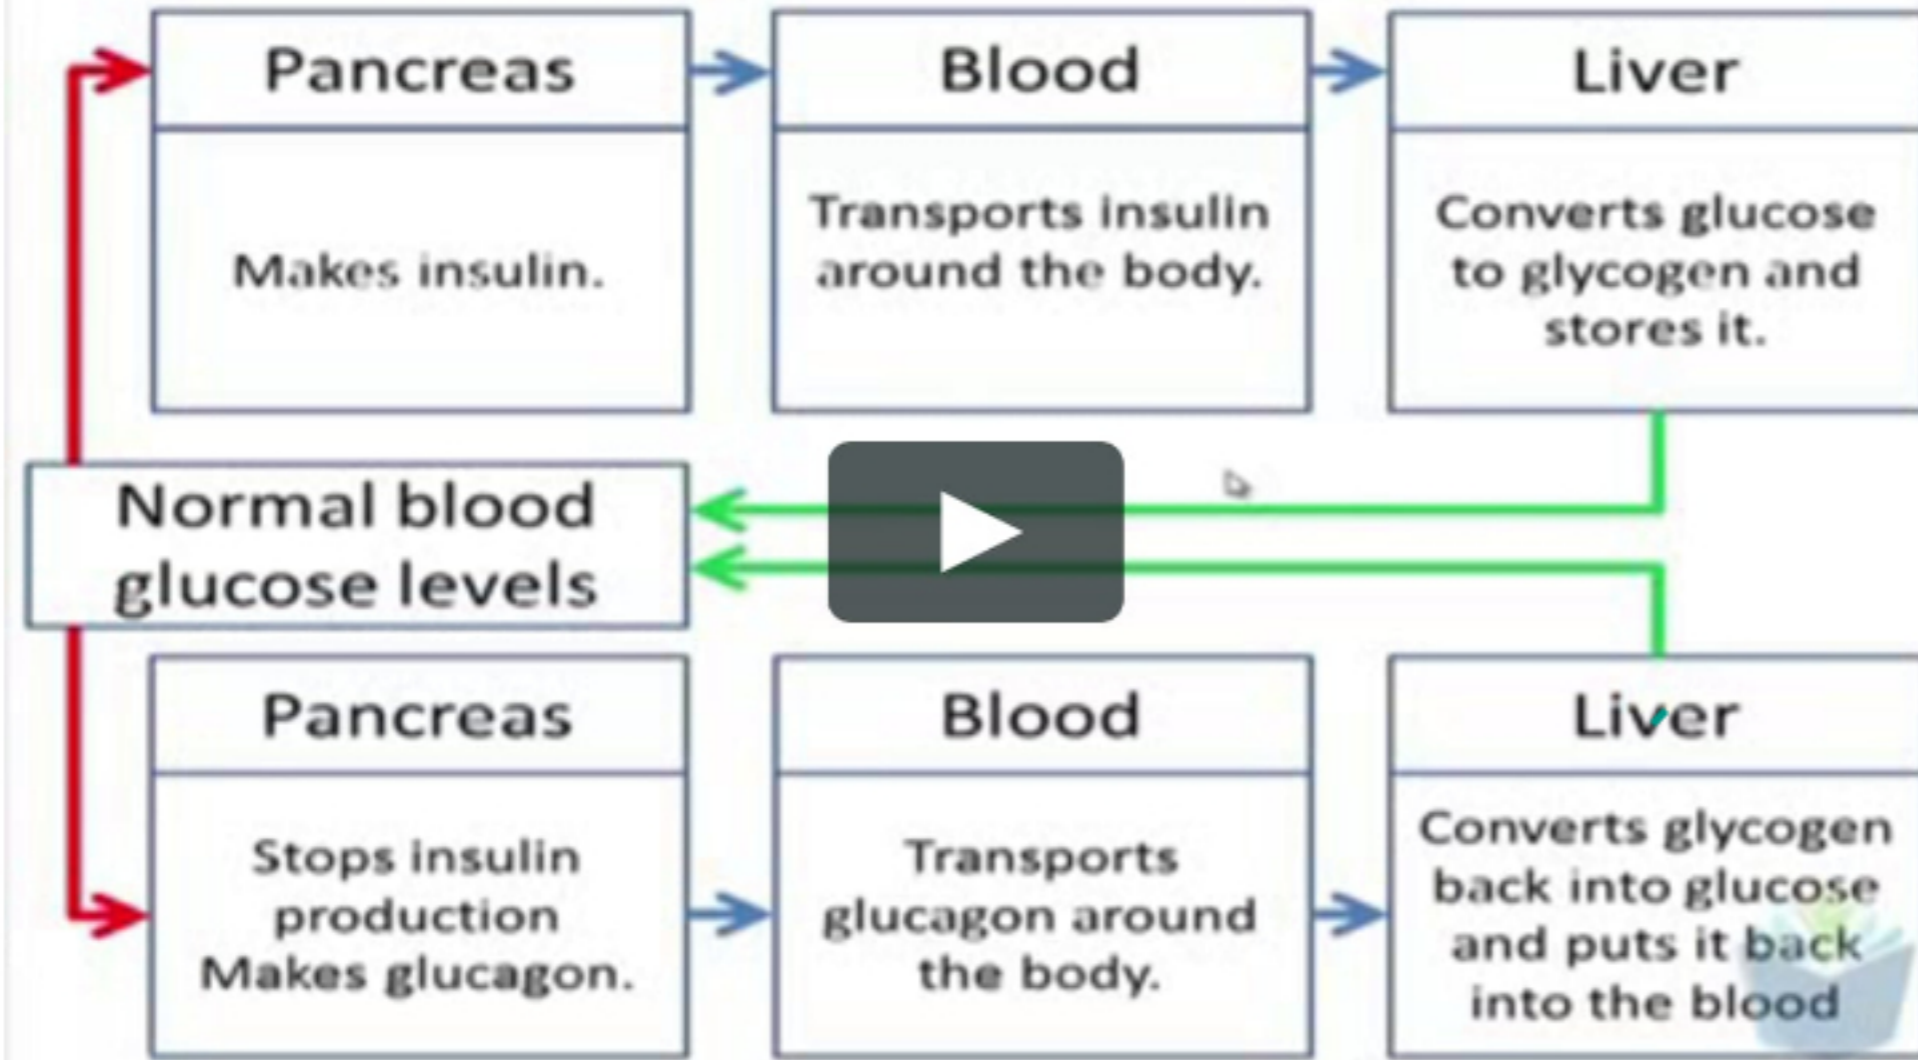 Pancreas
Makes insulin.
Blood
Transports insulin
around the body.
Liver
Converts glucose
to glycogen and
stores it.
Normal blood
glucose levels
Pancreas
Stops insulin
production
Makes glucagon.
Blood
Transports
glucagon around
the body.
Liver
Converts glycogen
back into glucose
and puts it back
into the blood